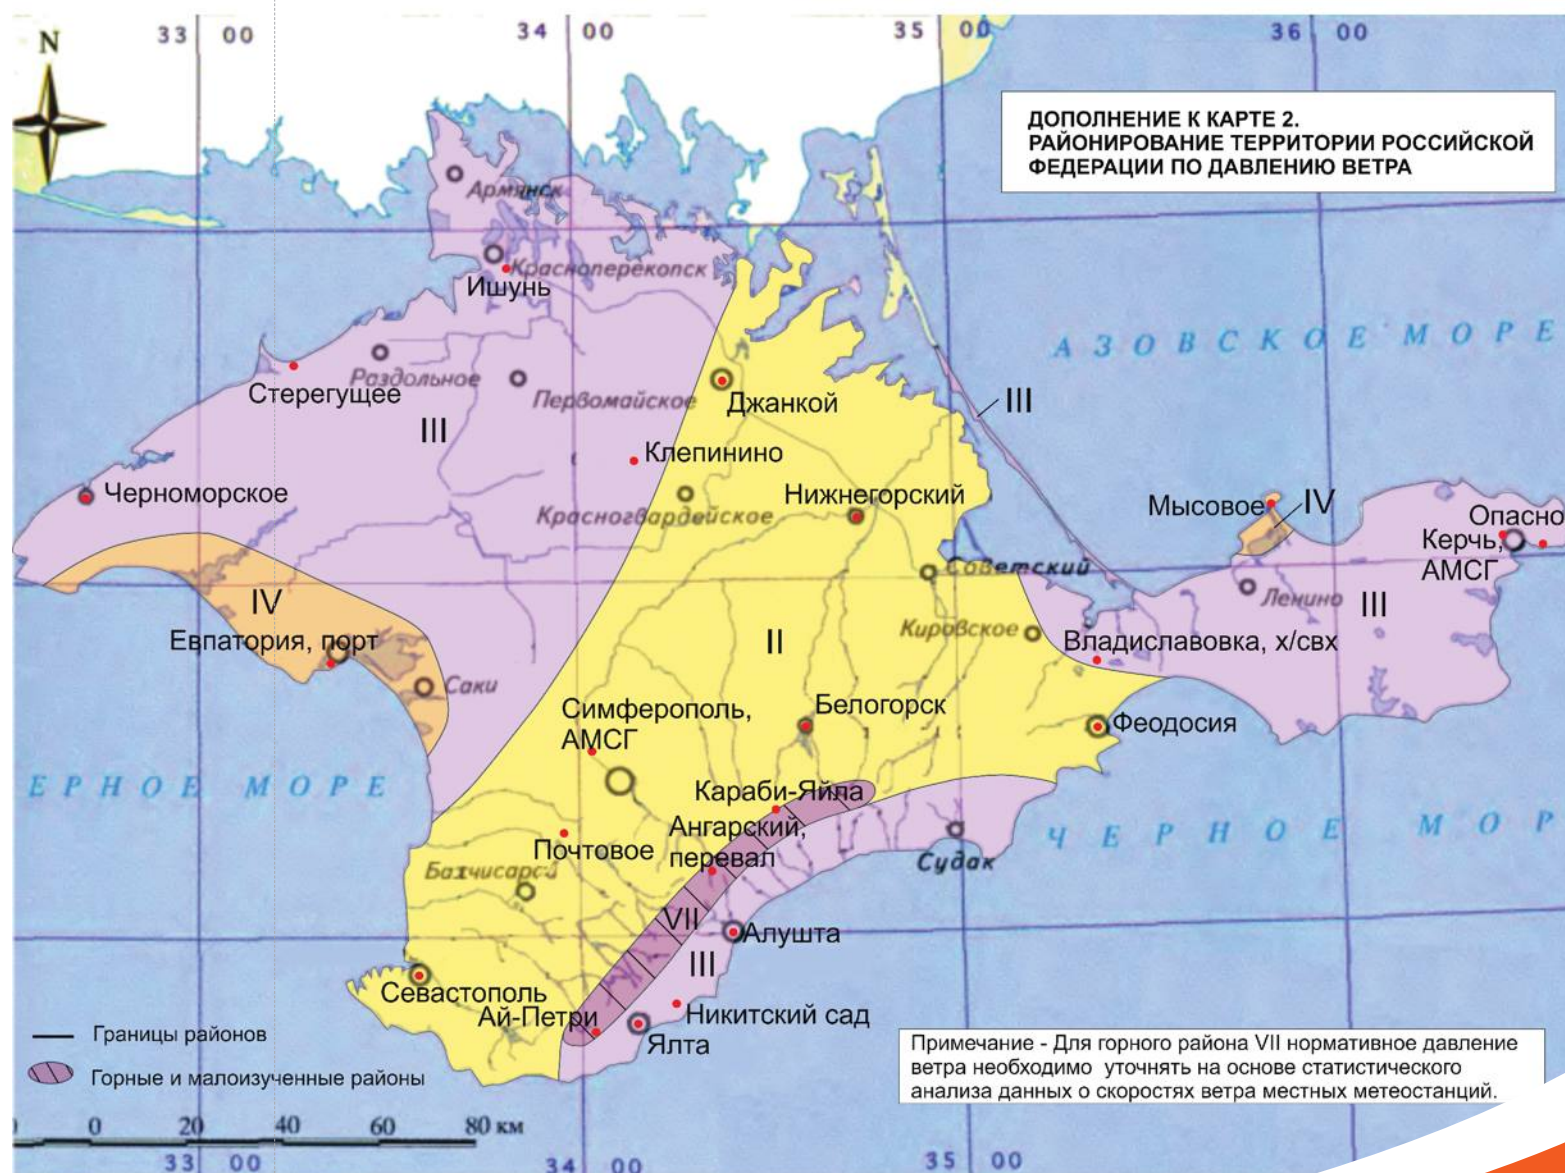 33 00
34 00
35 00
36 00
N
ДОПОЛНЕНИЕ К КАРТЕ 2.
РАЙОНИРОВАНИЕ ТЕРРИТОРИИ РОССИЙСКОЙ
ФЕДЕРАЦИИ ПО ДАВЛЕНИЮ ВЕТРА
Армянск
Красноперекопск
Ишунь
АЗОВСКОЕ МОРЕ
Раздольное
Стерегущее
Первомайское
Джанкой
III
III
Клепинино
Черноморское
Нижнегорский
Красногвардейское
Мысовое
IV
Опасно
Керчь,
АМСГ
Советский
Ленино
III
IV
Евпатория, порт
II
Кировское
Владиславовка, х/свх
Саки
Симферополь,
АМСГ
Белогорск
Феодосия
ЕРНОЕ МОРЕ
Караби-Яйла
Ангарский,
перевал
Почтовое
ЧЕРНОЕ МОР
Судак
VII
Алушта
III
Севастополь
Ай-Петри
Никитский сад
Ялта
Границы районов
Горные и малоизученные районы
Примечание - Для горного района VII нормативное давление
ветра необходимо уточнять на основе статистического
анализа данных о скоростях ветра местных метеостанций.
0 20 40 60 80 км
33 00
34 00
35 00